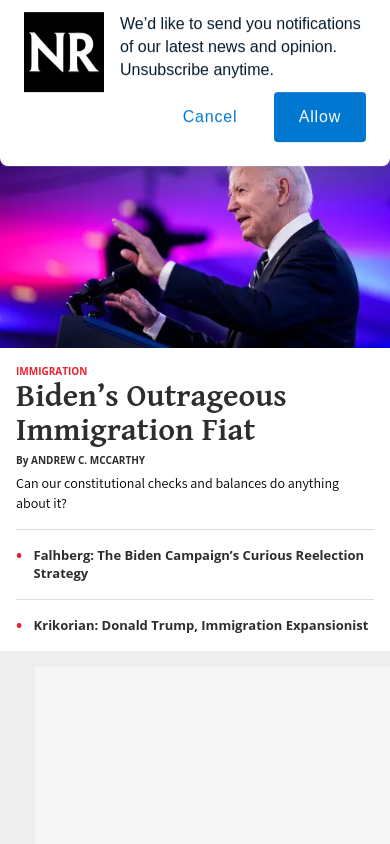 NR
We’d like to send you notifications
of our latest news and opinion.
Unsubscribe anytime.
Cancel
Allow
IMMIGRATION
Biden’s Outrageous
Immigration Fiat
By ANDREW C. MCCARTHY
Can our constitutional checks and balances do anything
about it?
• Falhberg: The Biden Campaign’s Curious Reelection
Strategy
• Krikorian: Donald Trump, Immigration Expansionist